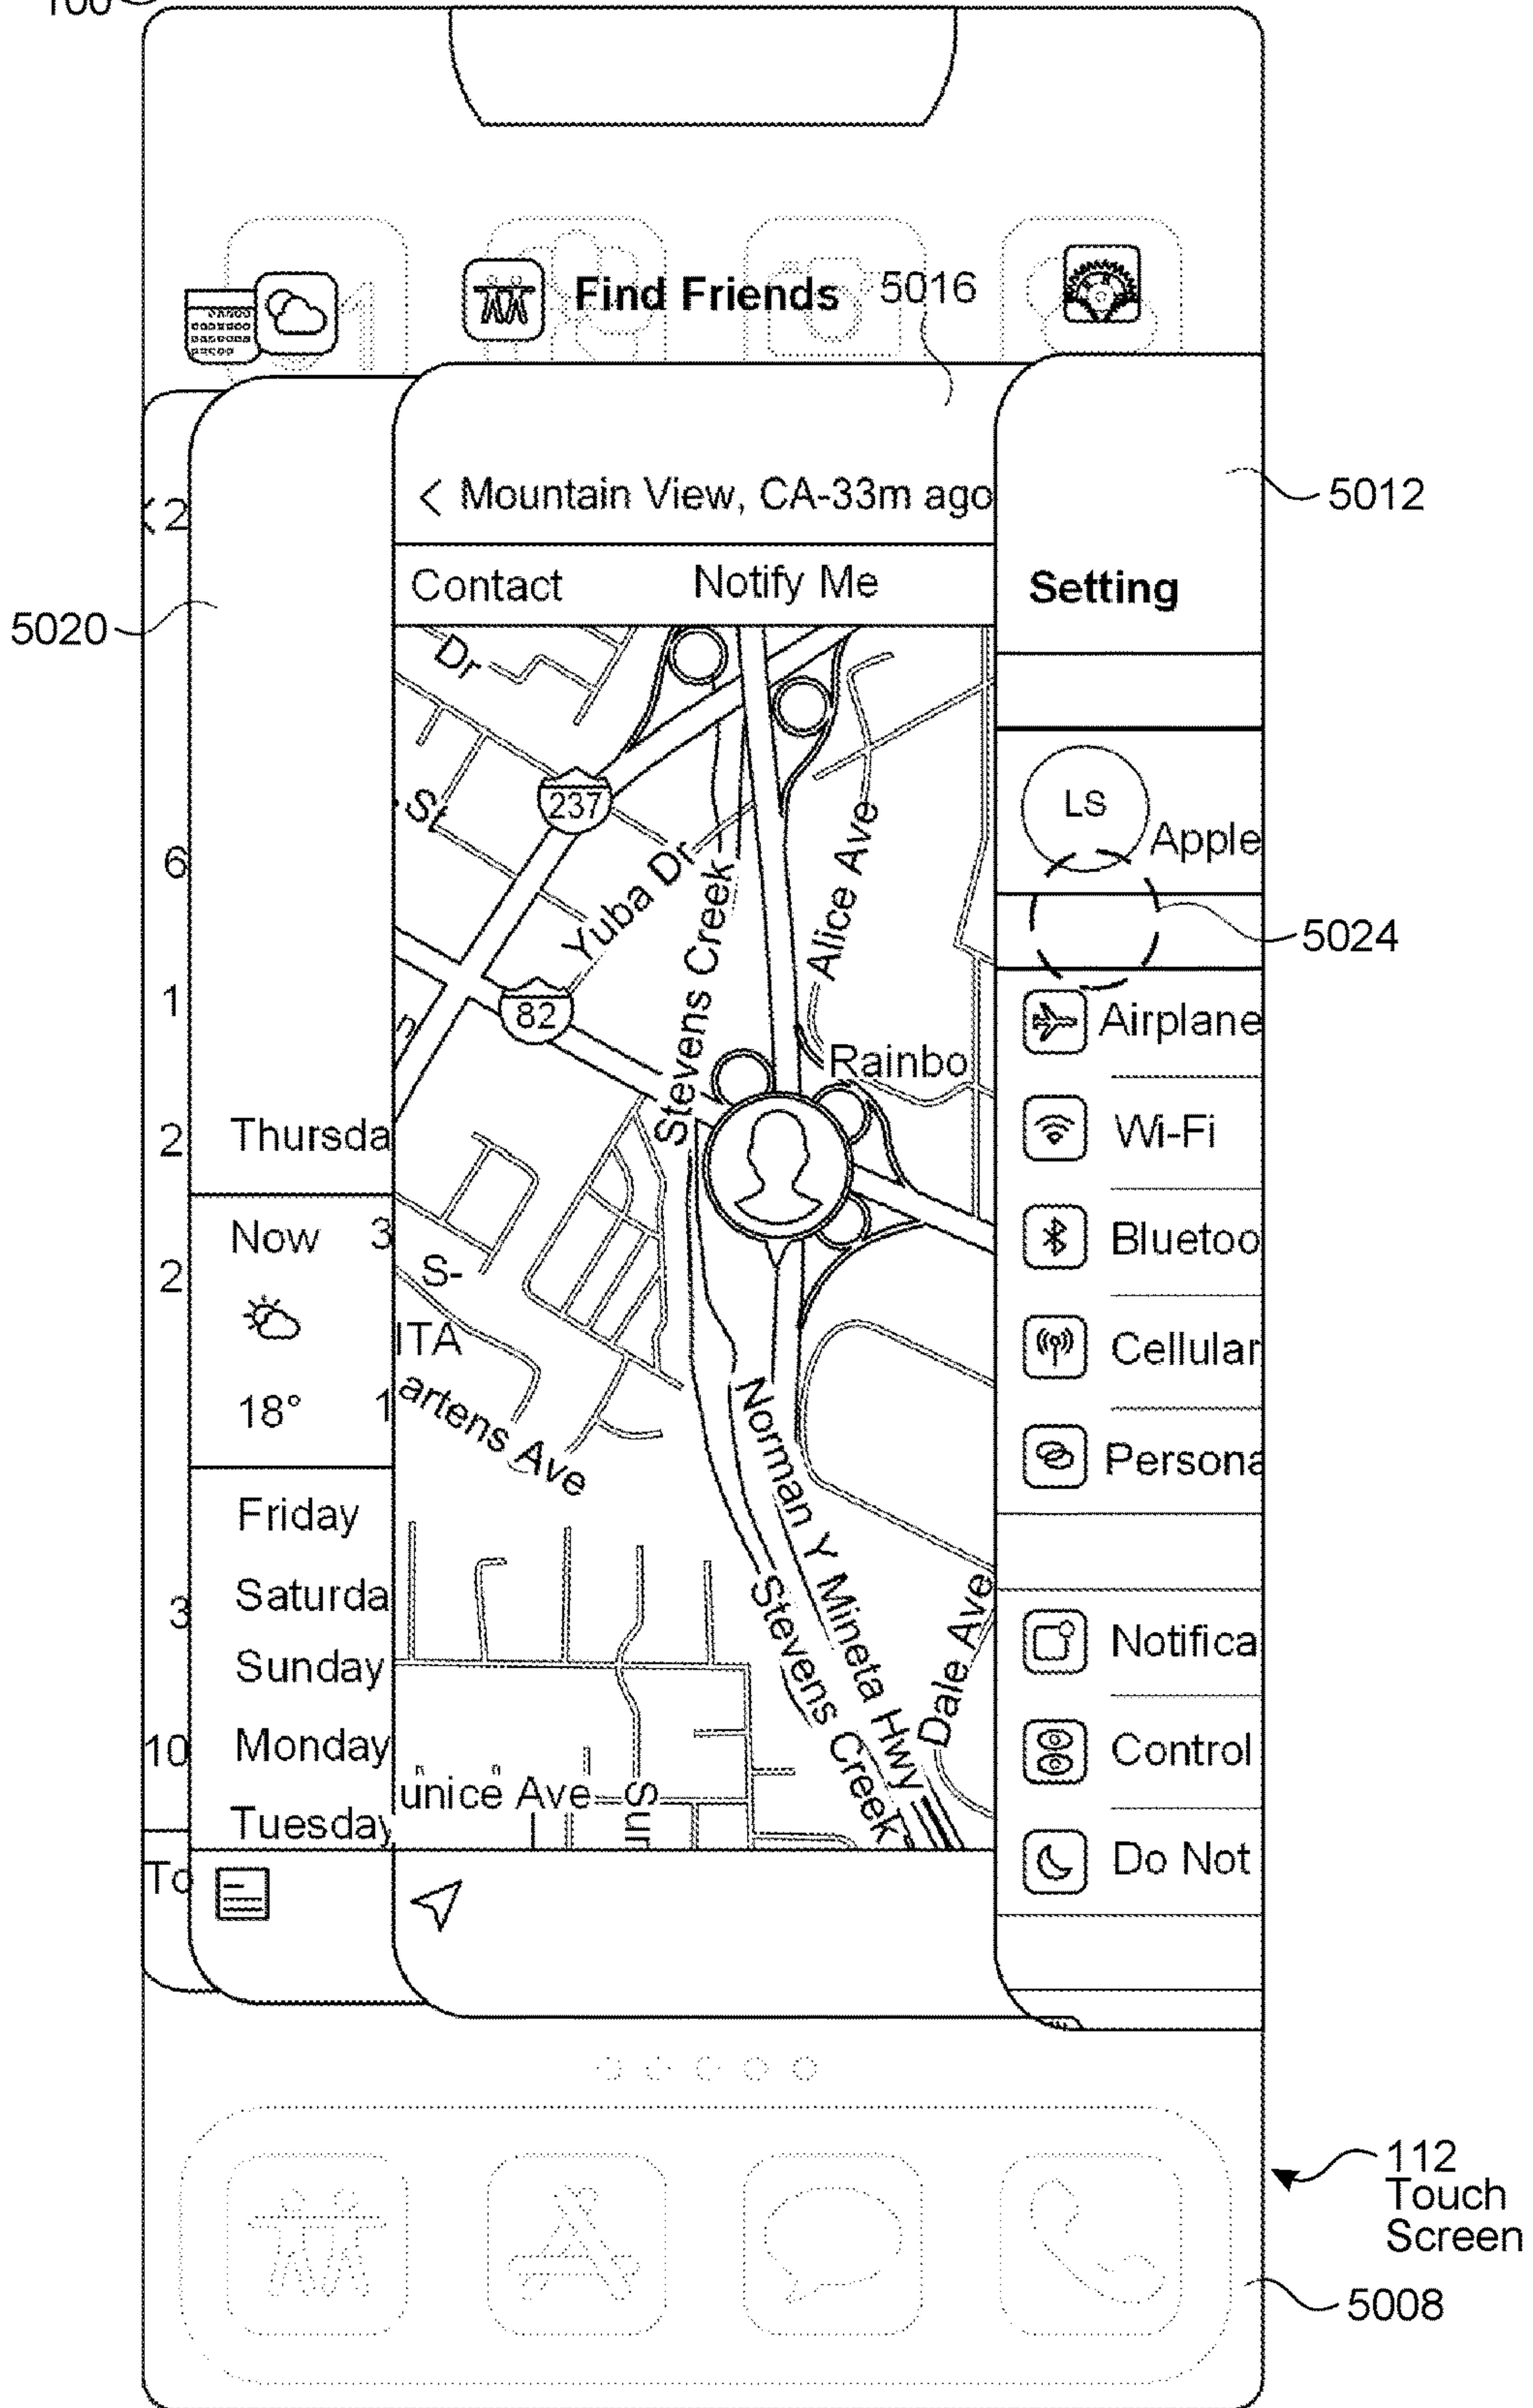 100
Find Friends
5016
< Mountain View, CA-33m ago
5012
Contact
Notify Me
Setting
5020
< 2
6
1
2
2
3
10
To
Thursda
Now
3
18°
1
Friday
Saturda
Sunday
Monday
Tuesday
Dr
237
St
Yuba Dr
Stevens Creek
Alice Ave
82
n
Rainbo
S-
ITA
artens Ave
Norman Y Mineta Hwy
Stevens Creek
Dale Ave
unice Ave
Sur
LS
Apple
5024
Airplane
Wi-Fi
Bluetoo
Cellular
Persona
Notifica
Control
Do Not
112
Touch
Screen
5008